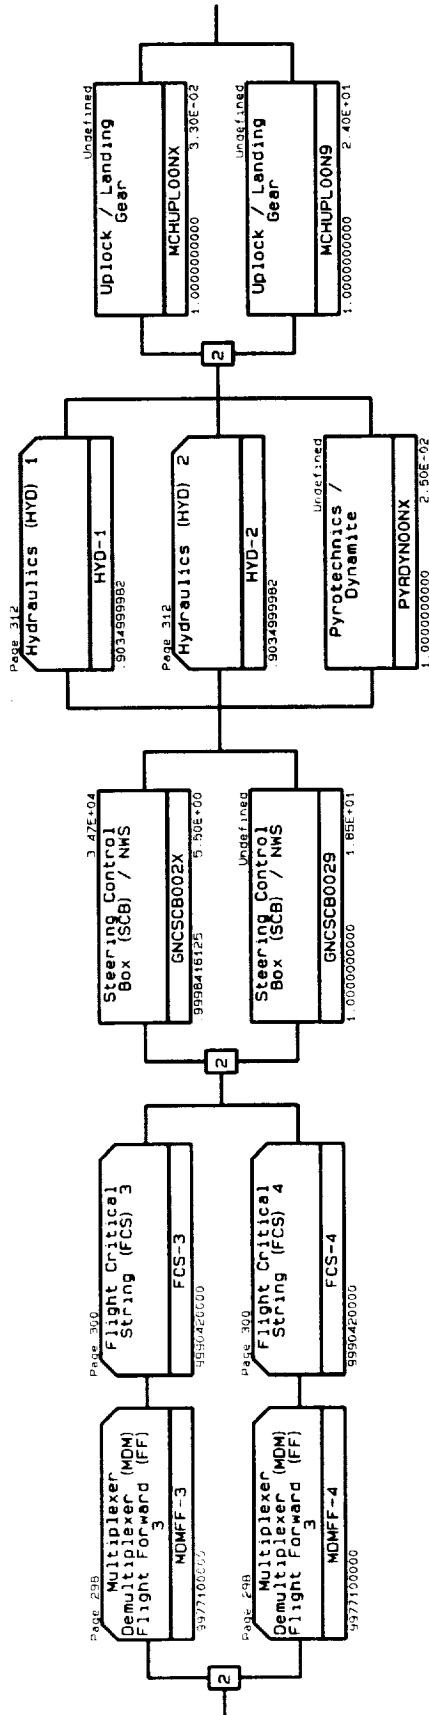 2
Page 298
Multiplexer
Demultiplexer (MDM)
Flight Forward (FF)
3
MDMFF-3
.9977100000
Page 298
Multiplexer
Demultiplexer (MDM)
Flight Forward (FF)
3
MDMFF-4
.9977100000
Page 300
Flight Critical
String (FCS) 3
FCS-3
.9990420000
Page 300
Flight Critical
String (FCS) 4
FCS-4
.9990420000
2
3.47E+04
Steering Control
Box (SCB) / NWS
GNCSCB002X
.9998416125 5.50E+00
Undefined
Steering Control
Box (SCB) / NWS
GNCSCB0029
1.0000000000 1.85E+01
Page 312
Hydraulics (HYD) 1
HYD-1
.9034999982
Page 312
Hydraulics (HYD) 2
HYD-2
.9034999982
Undefined
Pyrotechnics /
Dynamite
PYRDYN00NX
1.0000000000 2.50E-02
2
Undefined
Uplock / Landing
Gear
MCHUPL00NX
1.0000000000 3.30E-02
Undefined
Uplock / Landing
Gear
MCHUPL00N9
1.0000000000 2.40E+01